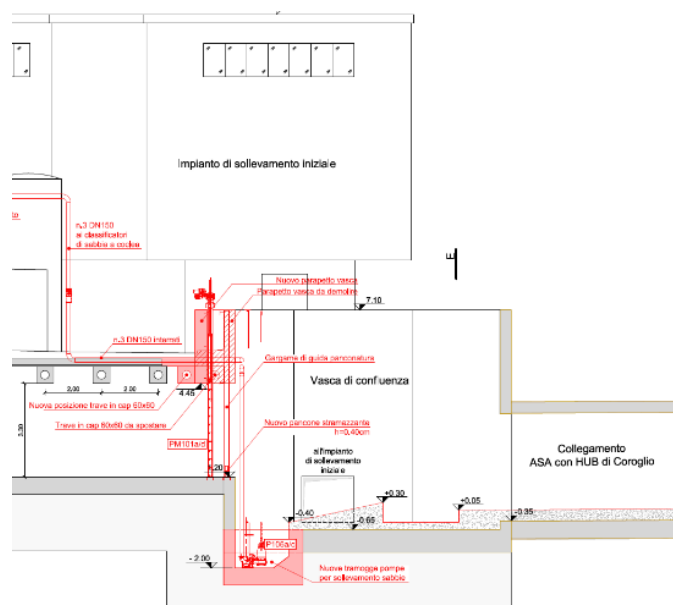 Impianto di sollevamento iniziale
n.3 DN150
ai classificatori
di sabbie a coclea
E
Nuovo parapetto vasca
Parapetto vasca da demolire
7.10
n.3 DN150 interrati
Gargame di guida panconatura
Vasca di confluenza
2.00
2.00
4.45
Nuova posizione trave in cap 60x60
Trave in cap 60x60 da spostare
Nuovo pancone stramazzante
h=0,40cm
3.30
PM101a/d
all'impianto
di sollevamento
iniziale
Collegamento
ASA con HUB di Coroglio
+0.30
+0.05
-0.40
-0.65
-0.35
P106a/c
- 2.00
Nuove tramogge pompe
per sollevamento sabbie